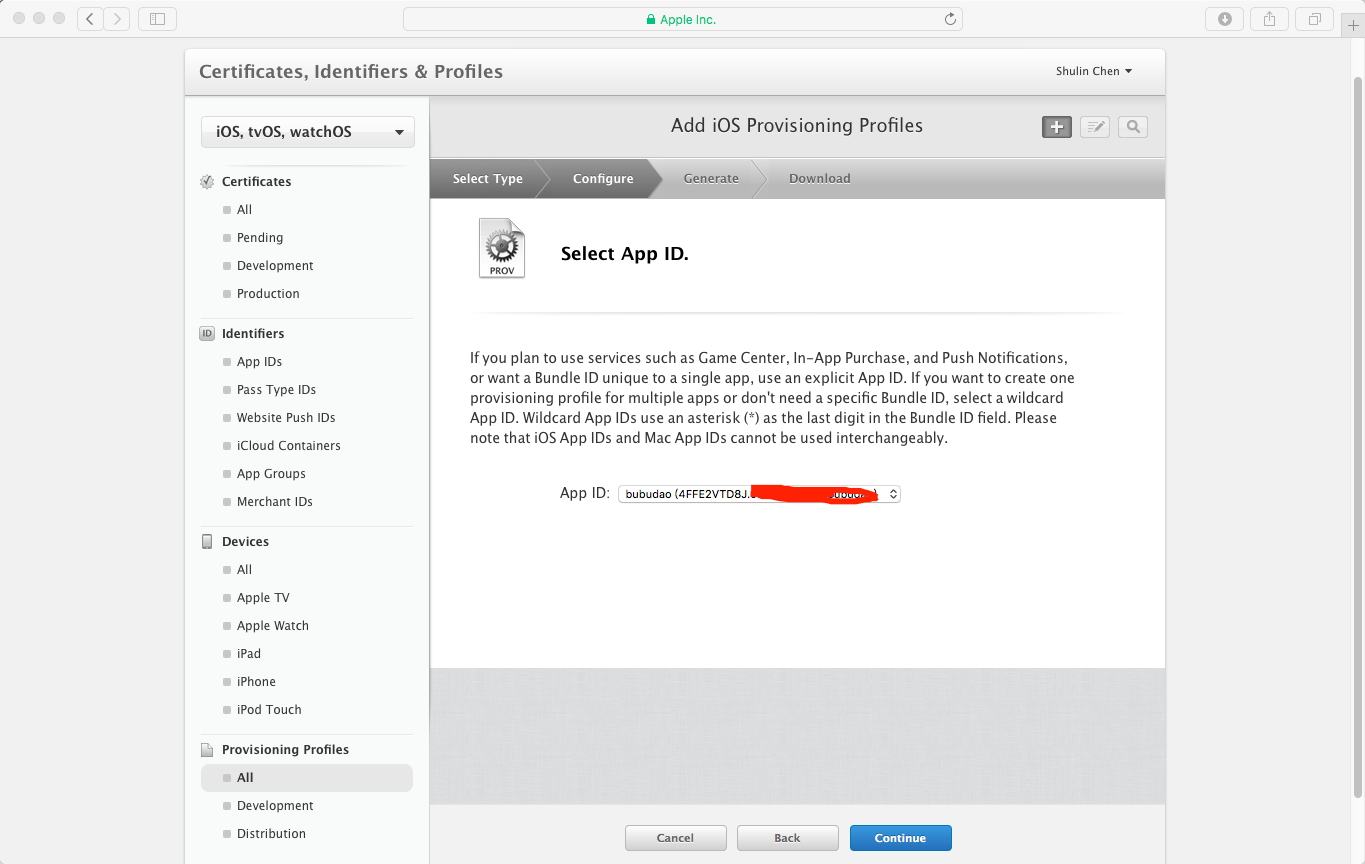 Apple Inc.
Certificates, Identifiers & Profiles
Shulin Chen
iOS, tvOS, watchOS
Certificates
All
Pending
Development
Production
ID Identifiers
App IDs
Pass Type IDs
Website Push IDs
iCloud Containers
App Groups
Merchant IDs
Devices
All
Apple TV
Apple Watch
iPad
iPhone
iPod Touch
Provisioning Profiles
All
Development
Distribution
Add iOS Provisioning Profiles
Select Type Configure Generate Download
PROV
Select App ID.
If you plan to use services such as Game Center, In-App Purchase, and Push Notifications,
or want a Bundle ID unique to a single app, use an explicit App ID. If you want to create one
provisioning profile for multiple apps or don't need a specific Bundle ID, select a wildcard
App ID. Wildcard App IDs use an asterisk (*) as the last digit in the Bundle ID field. Please
note that iOS App IDs and Mac App IDs cannot be used interchangeably.
App ID: bubudao (4FFE2VTD8J.
Cancel Back Continue